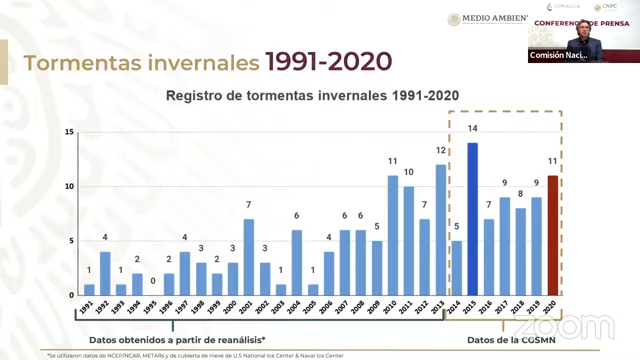 MEDIO AMBIEN
CONAGUA
CNPC
CONFERENCIA DE PRENSA
Comisión Naci...
Tormentas invernales 1991-2020
Registro de tormentas invernales 1991-2020
15
10
5
0
1 4 1 2 0 2 4 3 2 3 7 3 1 6 1 4 6 6 5 11 10 7 12 5 14 7 9 8 9 11
1991 1992 1993 1994 1995 1996 1997 1998 1999 2000 2001 2002 2003 2004 2005 2006 2007 2008 2009 2010 2011 2012 2013 2014 2015 2016 2017 2018 2019 2020
Datos obtenidos a partir de reanálisis*
Datos de la CGSMN
zoom
*Se utilizaron datos de NCEP/NCAR, METARs y de cubierta de nieve de U.S National Ice Center & Naval Ice Center